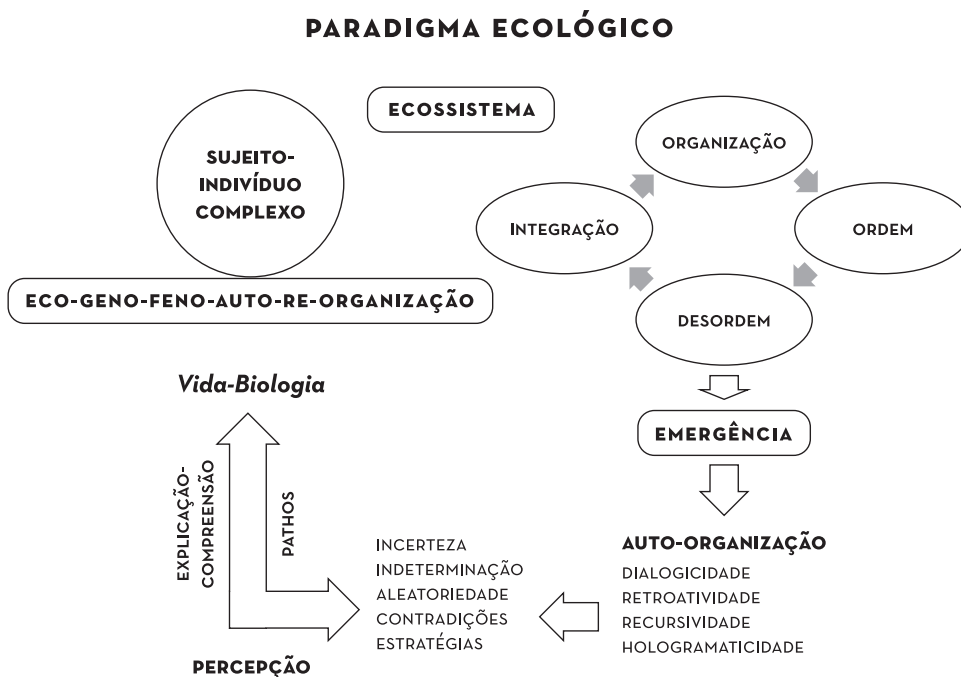 PARADIGMA ECOLÓGICO
ECOSSISTEMA
SUJEITO-
INDIVÍDUO
COMPLEXO
ECO-GENO-FENO-AUTO-RE-ORGANIZAÇÃO
ORGANIZAÇÃO
INTEGRAÇÃO
ORDEM
DESORDEM
EMERGÊNCIA
Vida-Biologia
EXPLICAÇÃO-
COMPREENSÃO
PATHOS
PERCEPÇÃO
INCERTEZA
INDETERMINAÇÃO
ALEATORIEDADE
CONTRADIÇÕES
ESTRATÉGIAS
AUTO-ORGANIZAÇÃO
DIALOGICIDADE
RETROATIVIDADE
RECURSIVIDADE
HOLOGRAMATICIDADE